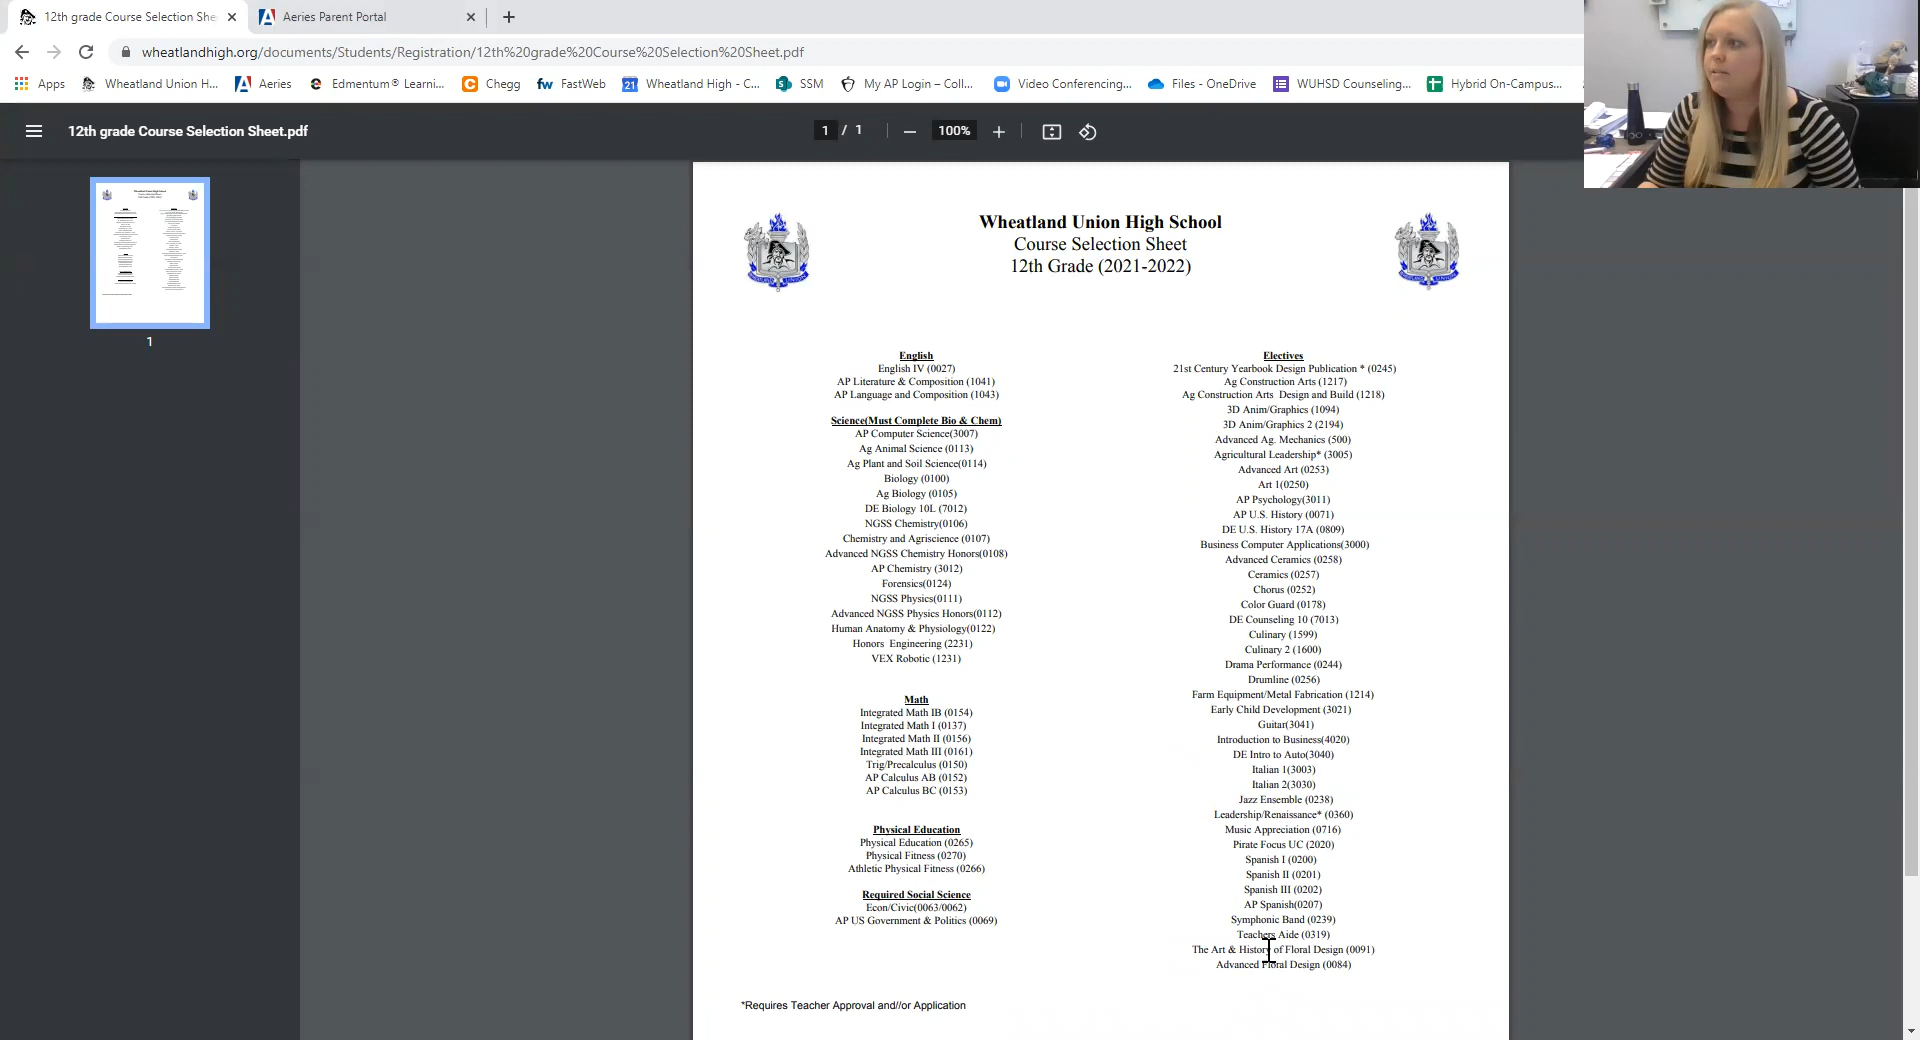 12th grade Course Selection She
Aeries Parent Portal
wheatlandhigh.org/documents/Students/Registration/12th%20grade%20Course%20Selection%20Sheet.pdf
Apps
Wheatland Union H...
Aeries
Edmentum® Learni...
Chegg
FastWeb
Wheatland High - C...
SSM
My AP Login – Coll...
Video Conferencing...
Files - OneDrive
WUHSD Counseling...
Hybrid On-Campus...
12th grade Course Selection Sheet.pdf
1 / 1
100%
1
Wheatland Union High School
Course Selection Sheet
12th Grade (2021-2022)
English
English IV (0027)
AP Literature & Composition (1041)
AP Language and Composition (1043)
Science(Must Complete Bio & Chem)
AP Computer Science(3007)
Ag Animal Science (0113)
Ag Plant and Soil Science(0114)
Biology (0100)
Ag Biology (0105)
DE Biology 10L (7012)
NGSS Chemistry(0106)
Chemistry and Agriscience (0107)
Advanced NGSS Chemistry Honors(0108)
AP Chemistry (3012)
Forensics(0124)
NGSS Physics(0111)
Advanced NGSS Physics Honors(0112)
Human Anatomy & Physiology(0122)
Honors Engineering (2231)
VEX Robotic (1231)
Math
Integrated Math IB (0154)
Integrated Math I (0137)
Integrated Math II (0156)
Integrated Math III (0161)
Trig/Precalculus (0150)
AP Calculus AB (0152)
AP Calculus BC (0153)
Physical Education
Physical Education (0265)
Physical Fitness (0270)
Athletic Physical Fitness (0266)
Required Social Science
Econ/Civic(0063/0062)
AP US Government & Politics (0069)
Electives
21st Century Yearbook Design Publication * (0245)
Ag Construction Arts (1217)
Ag Construction Arts Design and Build (1218)
3D Anim/Graphics (1094)
3D Anim/Graphics 2 (2194)
Advanced Ag. Mechanics (500)
Agricultural Leadership* (3005)
Advanced Art (0253)
Art 1(0250)
AP Psychology(3011)
AP U.S. History (0071)
DE U.S. History 17A (0809)
Business Computer Applications(3000)
Advanced Ceramics (0258)
Ceramics (0257)
Chorus (0252)
Color Guard (0178)
DE Counseling 10 (7013)
Culinary (1599)
Culinary 2 (1600)
Drama Performance (0244)
Drumline (0256)
Farm Equipment/Metal Fabrication (1214)
Early Child Development (3021)
Guitar(3041)
Introduction to Business(4020)
DE Intro to Auto(3040)
Italian 1(3003)
Italian 2(3030)
Jazz Ensemble (0238)
Leadership/Renaissance* (0360)
Music Appreciation (0716)
Pirate Focus UC (2020)
Spanish I (0200)
Spanish II (0201)
Spanish III (0202)
AP Spanish(0207)
Symphonic Band (0239)
Teachers Aide (0319)
The Art & History of Floral Design (0091)
Advanced Floral Design (0084)
*Requires Teacher Approval and//or Application